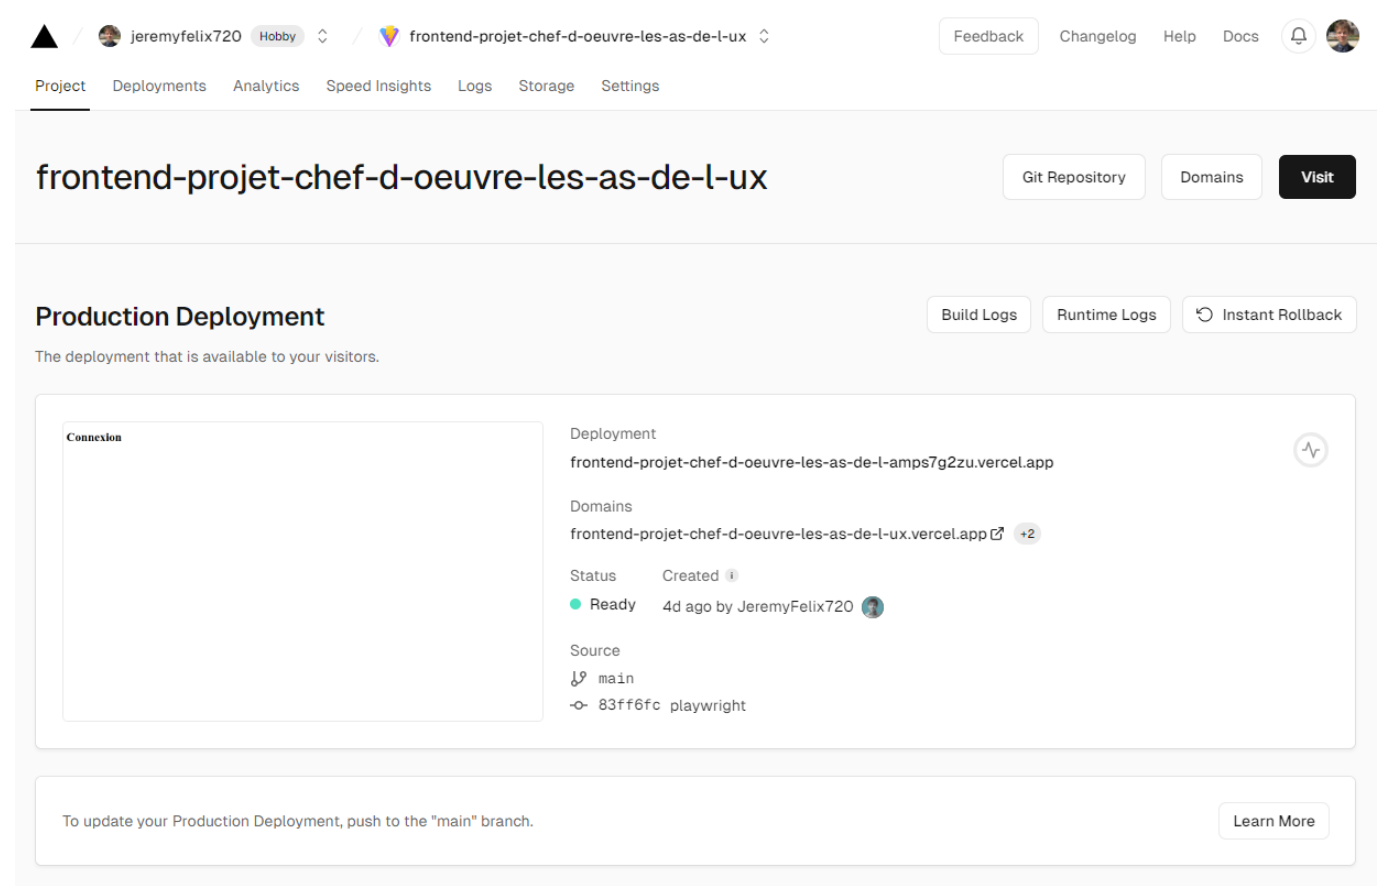 jeremyfelix720 Hobby frontend-projet-chef-d-oeuvre-les-as-de-l-ux Feedback Changelog Help Docs
Project Deployments Analytics Speed Insights Logs Storage Settings
frontend-projet-chef-d-oeuvre-les-as-de-l-ux Git Repository Domains Visit
Production Deployment Build Logs Runtime Logs Instant Rollback
The deployment that is available to your visitors.
Connexion
Deployment
frontend-projet-chef-d-oeuvre-les-as-de-l-amps7g2zu.vercel.app
Domains
frontend-projet-chef-d-oeuvre-les-as-de-l-ux.vercel.app +2
Status Created i
Ready 4d ago by JeremyFelix720
Source
main
83ff6fc playwright
To update your Production Deployment, push to the "main" branch. Learn More